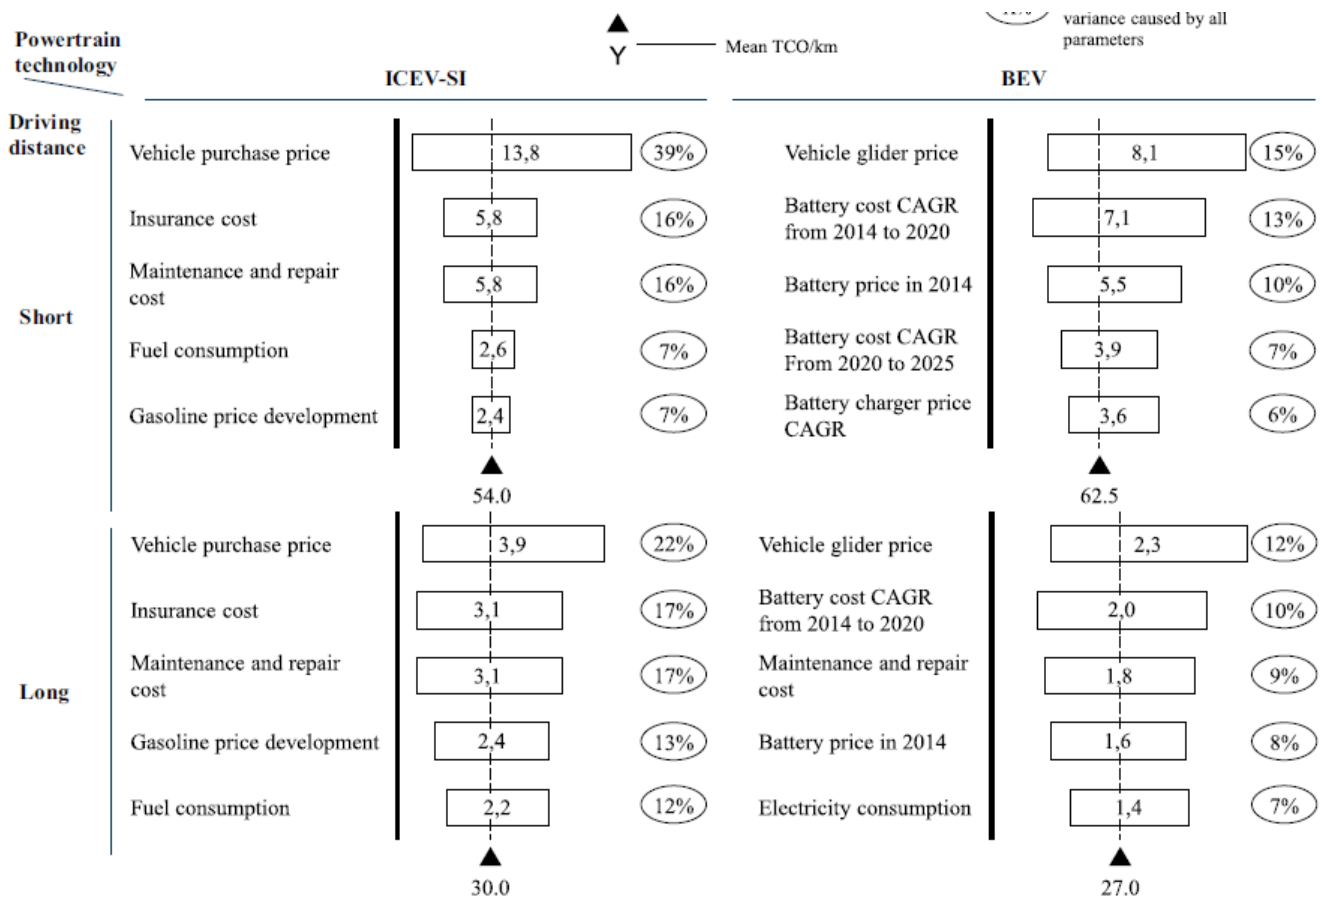 variance caused by all
parameters
Y Mean TCO/km
Powertrain
technology
ICEV-SI BEV
Driving
distance
Vehicle purchase price 13,8 39% Vehicle glider price 8,1 15%
Insurance cost 5,8 16% Battery cost CAGR
from 2014 to 2020 7,1 13%
Maintenance and repair
cost 5,8 16% Battery price in 2014 5,5 10%
Short
Fuel consumption 2,6 7% Battery cost CAGR
From 2020 to 2025 3,9 7%
Gasoline price development 2,4 7% Battery charger price
CAGR 3,6 6%
54.0 62.5
Vehicle purchase price 3,9 22% Vehicle glider price 2,3 12%
Insurance cost 3,1 17% Battery cost CAGR
from 2014 to 2020 2,0 10%
Maintenance and repair
cost 3,1 17% Maintenance and repair
cost 1,8 9%
Long
Gasoline price development 2,4 13% Battery price in 2014 1,6 8%
Fuel consumption 2,2 12% Electricity consumption 1,4 7%
30.0 27.0